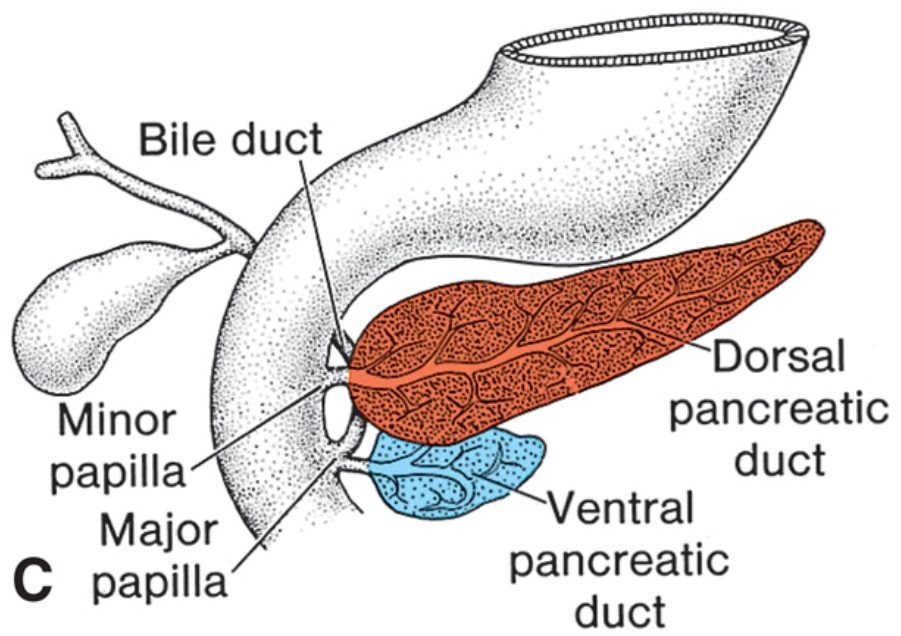 Bile duct
Minor
papilla
Major
papilla
Dorsal
pancreatic
duct
Ventral
pancreatic
duct
C